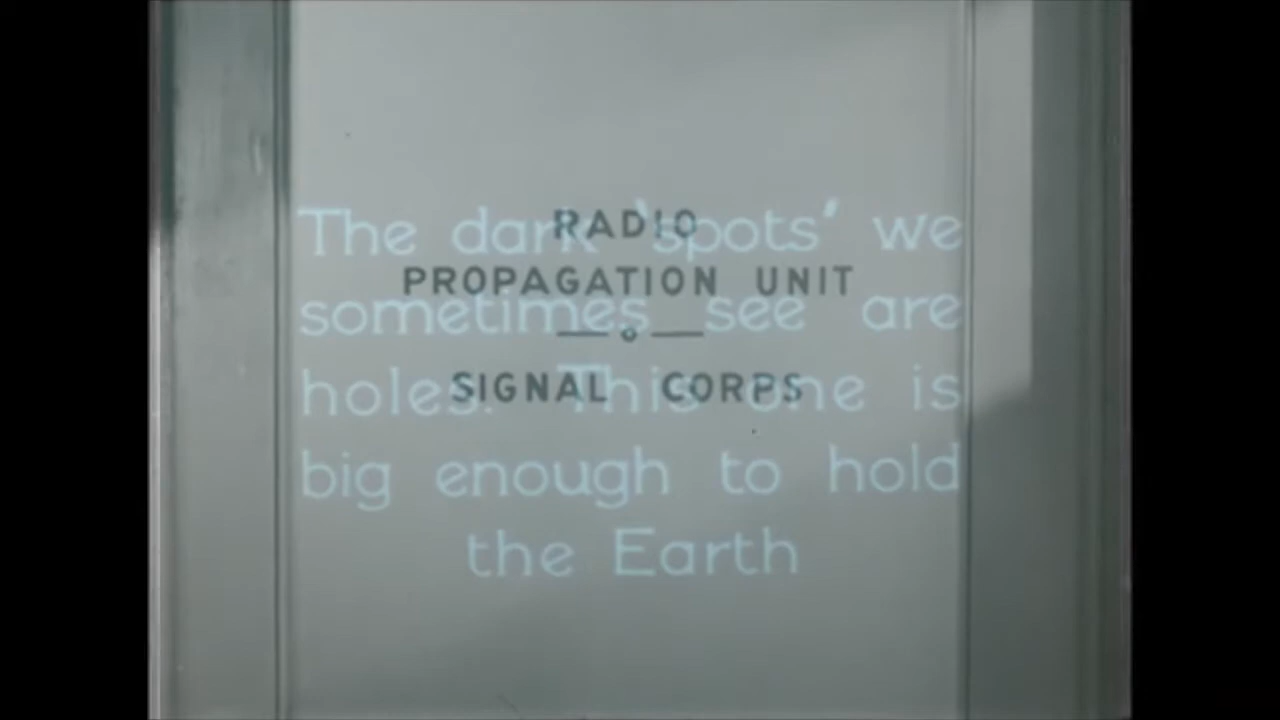 RADIO
PROPAGATION UNIT
SIGNAL CORPS
The dark 'spots' we
sometimes see are
holes. This one is
big enough to hold
the Earth